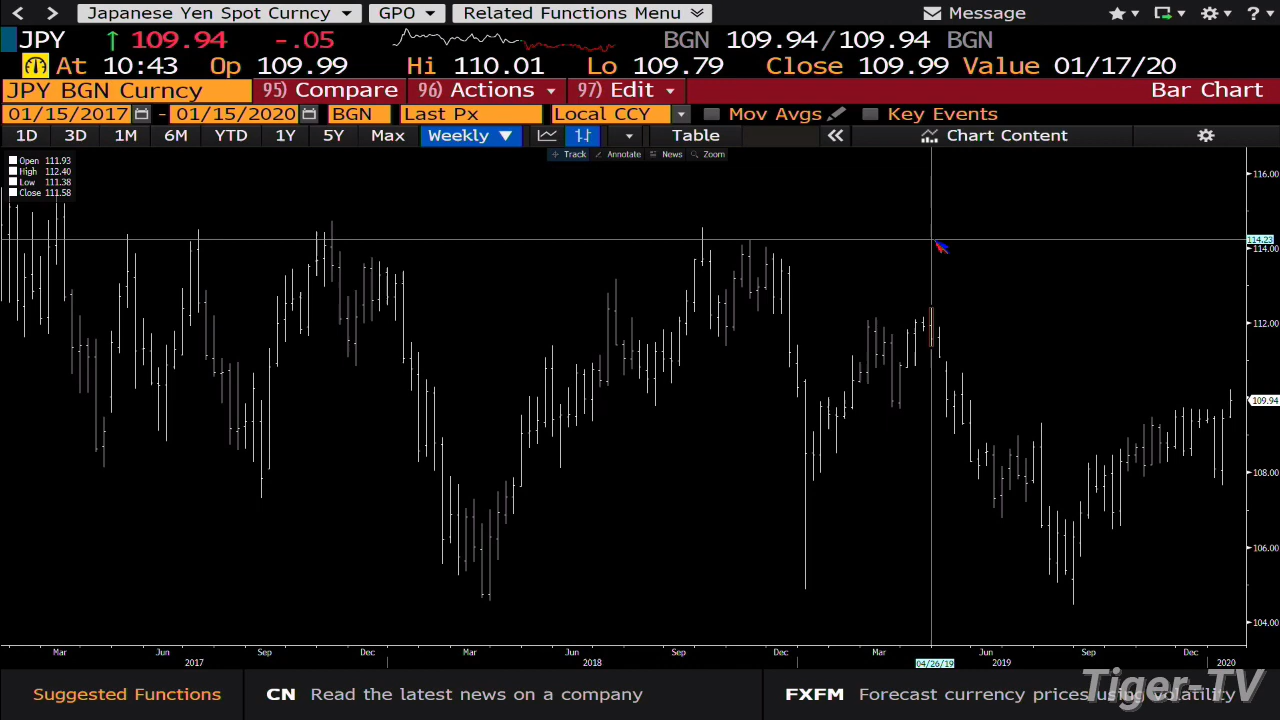 < > Japanese Yen Spot Curncy GPO Related Functions Menu Message ?
JPY ↑ 109.94 -.05 BGN 109.94/109.94 BGN
At 10:43 Op 109.99 Hi 110.01 Lo 109.79 Close 109.99 Value 01/17/20
JPY BGN Curncy 95) Compare 96) Actions 97) Edit Bar Chart
01/15/2017 - 01/15/2020 BGN Last Px Local CCY Mov Avgs Key Events
1D 3D 1M 6M YTD 1Y 5Y Max Weekly ▼ Table « Chart Content
Track Annotate News Zoom
Open 111.93
High 112.40
Low 111.38
Close 111.58
116.00
114.23
114.00
112.00
109.94
108.00
106.00
104.00
Mar Jun Sep Dec Mar Jun Sep Dec Mar Jun Sep Dec
2017 2018 04/26/19 2019 2020
Suggested Functions CN Read the latest news on a company FXFM Forecast currency prices using volatility
Tiger-TV